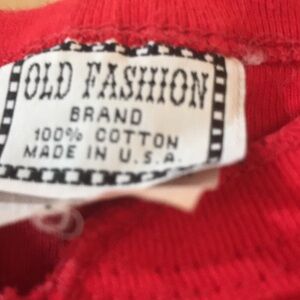 OLD FASHION
BRAND
100% COTTON
MADE IN U.S.A.